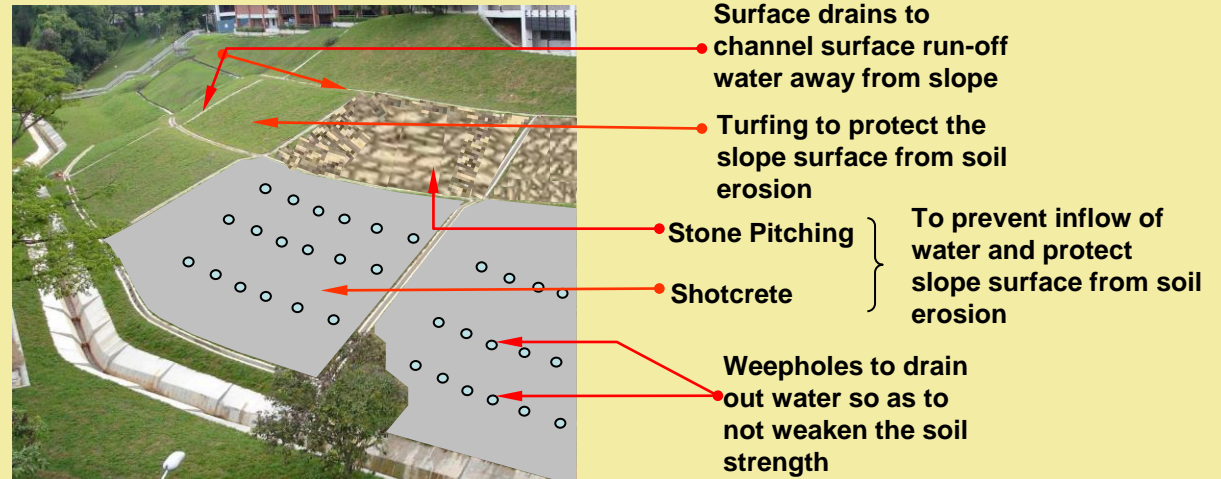 Surface drains to
channel surface run-off
water away from slope
Turfing to protect the
slope surface from soil
erosion
Stone Pitching
Shotcrete
To prevent inflow of
water and protect
slope surface from soil
erosion
Weepholes to drain
out water so as to
not weaken the soil
strength